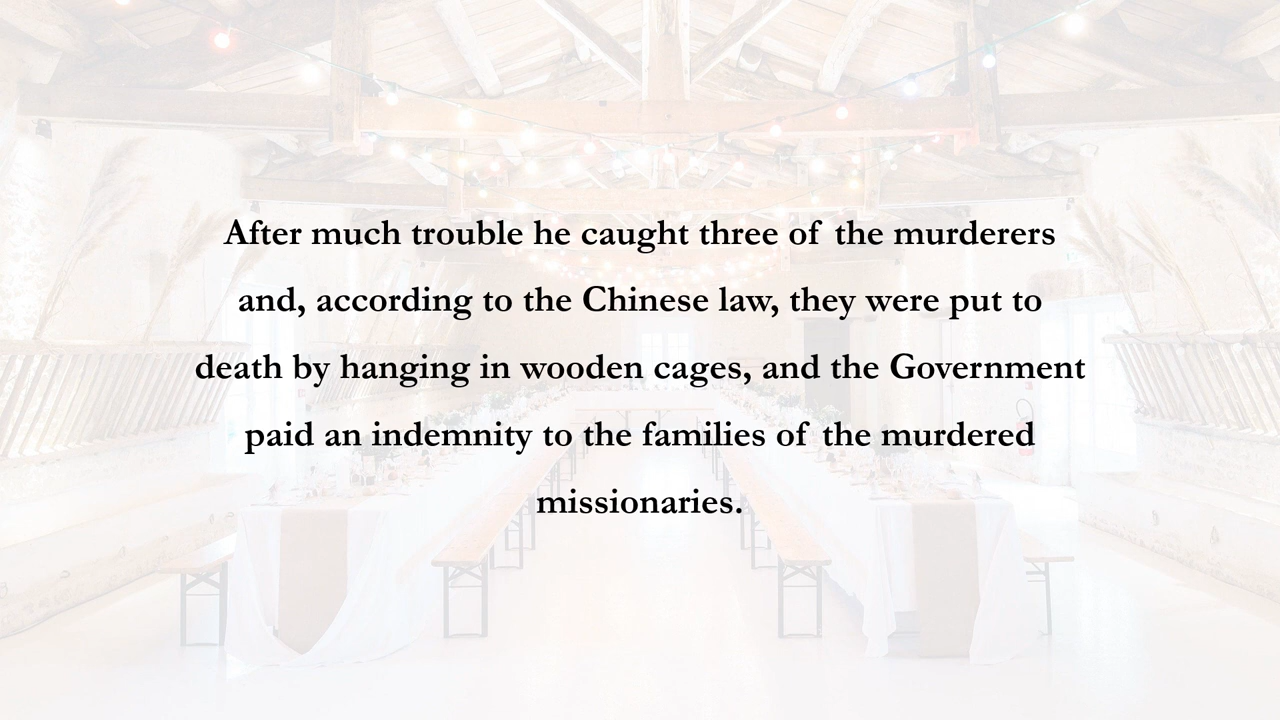 After much trouble he caught three of the murderers
and, according to the Chinese law, they were put to
death by hanging in wooden cages, and the Government
paid an indemnity to the families of the murdered
missionaries.